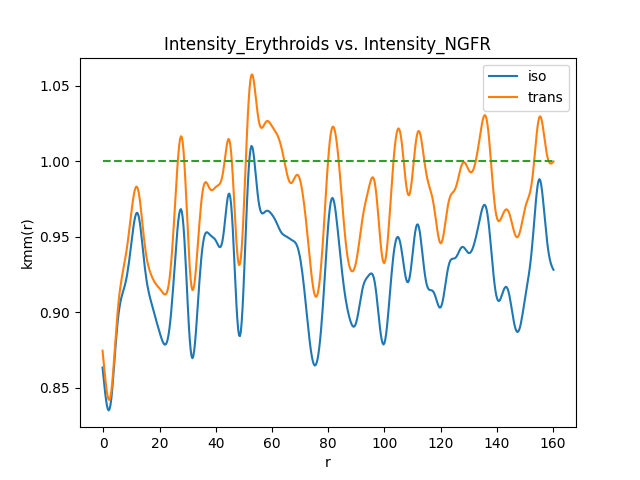 Intensity_Erythroids vs. Intensity_NGFR
iso
trans
1.05
1.00
0.95
0.90
0.85
kmm(r)
0 20 40 60 80 100 120 140 160
r